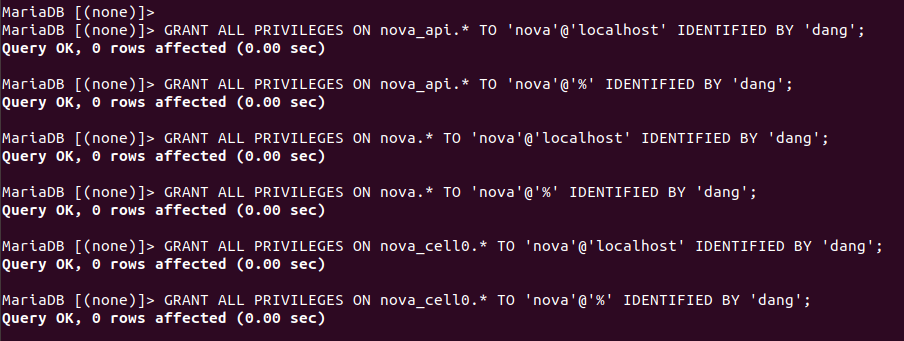 MariaDB [(none)]>
MariaDB [(none)]> GRANT ALL PRIVILEGES ON nova_api.* TO 'nova'@'localhost' IDENTIFIED BY 'dang';
Query OK, 0 rows affected (0.00 sec)
MariaDB [(none)]> GRANT ALL PRIVILEGES ON nova_api.* TO 'nova'@'%' IDENTIFIED BY 'dang';
Query OK, 0 rows affected (0.00 sec)
MariaDB [(none)]> GRANT ALL PRIVILEGES ON nova.* TO 'nova'@'localhost' IDENTIFIED BY 'dang';
Query OK, 0 rows affected (0.00 sec)
MariaDB [(none)]> GRANT ALL PRIVILEGES ON nova.* TO 'nova'@'%' IDENTIFIED BY 'dang';
Query OK, 0 rows affected (0.00 sec)
MariaDB [(none)]> GRANT ALL PRIVILEGES ON nova_cell0.* TO 'nova'@'localhost' IDENTIFIED BY 'dang';
Query OK, 0 rows affected (0.00 sec)
MariaDB [(none)]> GRANT ALL PRIVILEGES ON nova_cell0.* TO 'nova'@'%' IDENTIFIED BY 'dang';
Query OK, 0 rows affected (0.00 sec)